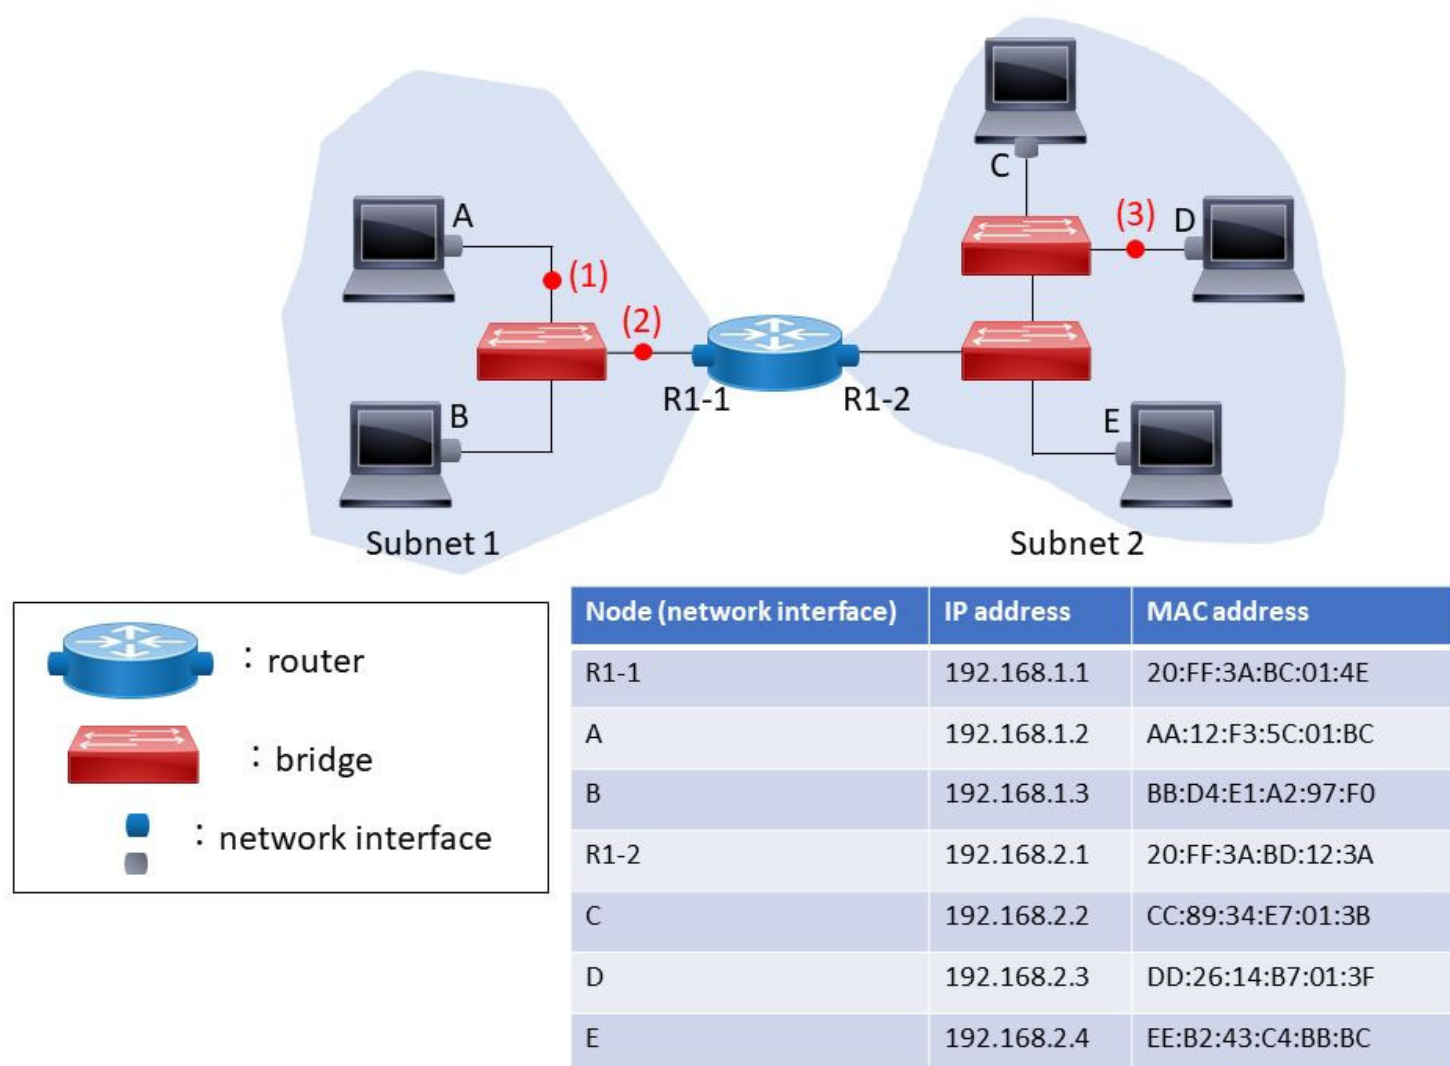 C
(3)
D
A
(1)
(2)
R1-1
R1-2
B
E
Subnet 1
Subnet 2
: router
: bridge
: network interface
Node (network interface) IP address MAC address
R1-1 192.168.1.1 20:FF:3A:BC:01:4E
A 192.168.1.2 AA:12:F3:5C:01:BC
B 192.168.1.3 BB:D4:E1:A2:97:F0
R1-2 192.168.2.1 20:FF:3A:BD:12:3A
C 192.168.2.2 CC:89:34:E7:01:3B
D 192.168.2.3 DD:26:14:B7:01:3F
E 192.168.2.4 EE:B2:43:C4:BB:BC